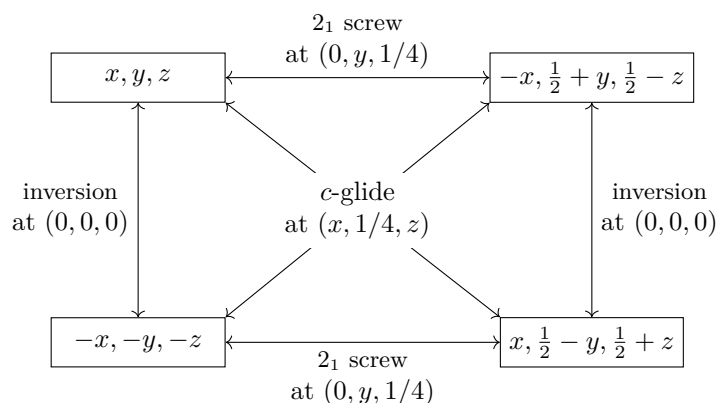 2₁ screw
at (0, y, 1/4)
x, y, z
−x, 1/2 + y, 1/2 − z
inversion
at (0, 0, 0)
c-glide
at (x, 1/4, z)
inversion
at (0, 0, 0)
−x, −y, −z
x, 1/2 − y, 1/2 + z
2₁ screw
at (0, y, 1/4)